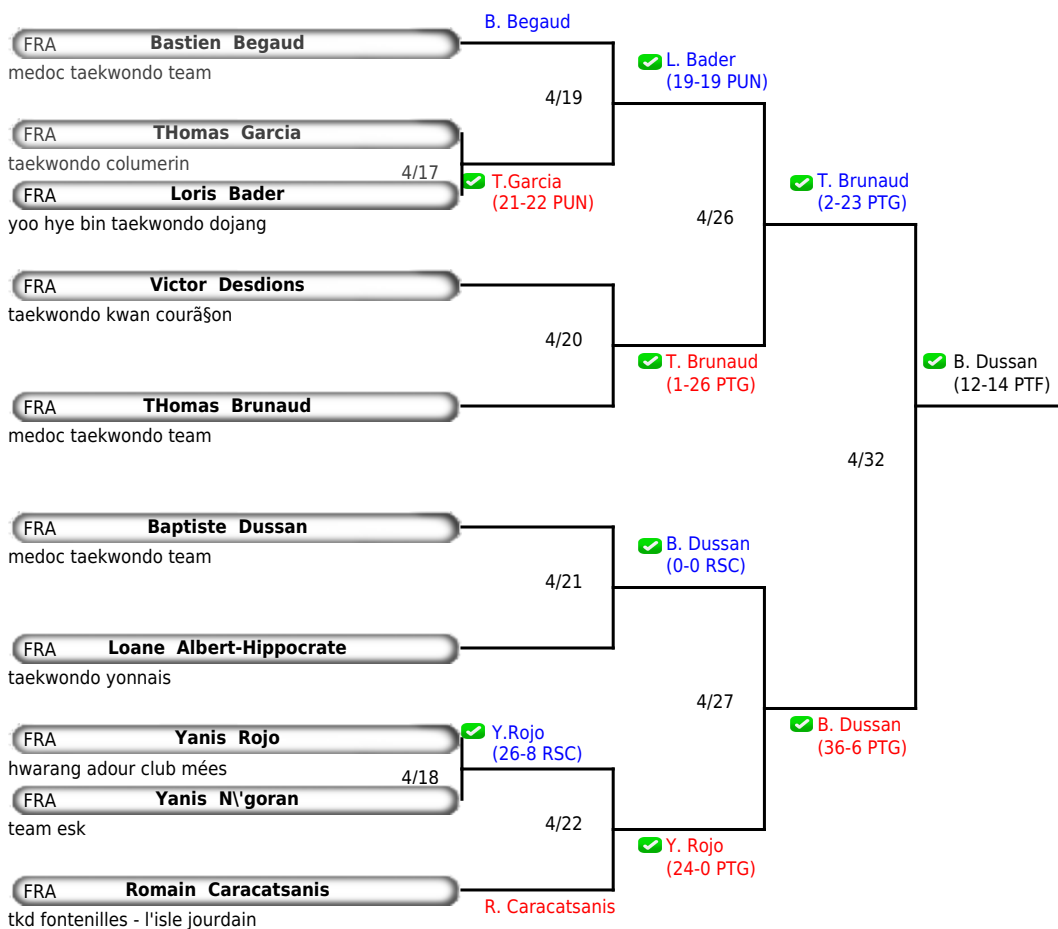 B. Begaud
FRA Bastien Begaud
medoc taekwondo team
L. Bader
(19-19 PUN)
4/19
FRA THomas Garcia
taekwondo columerin
4/17
T.Garcia
(21-22 PUN)
FRA Loris Bader
yoo hye bin taekwondo dojang
T. Brunaud
(2-23 PTG)
4/26
FRA Victor Desdions
taekwondo kwan courã§on
4/20
T. Brunaud
(1-26 PTG)
B. Dussan
(12-14 PTF)
FRA THomas Brunaud
medoc taekwondo team
4/32
FRA Baptiste Dussan
medoc taekwondo team
B. Dussan
(0-0 RSC)
4/21
FRA Loane Albert-Hippocrate
taekwondo yonnais
4/27
B. Dussan
(36-6 PTG)
FRA Yanis Rojo
hwarang adour club mées
Y.Rojo
(26-8 RSC)
4/18
FRA Yanis N\'goran
team esk
4/22
Y. Rojo
(24-0 PTG)
FRA Romain Caracatsanis
R. Caracatsanis
tkd fontenilles - l'isle jourdain